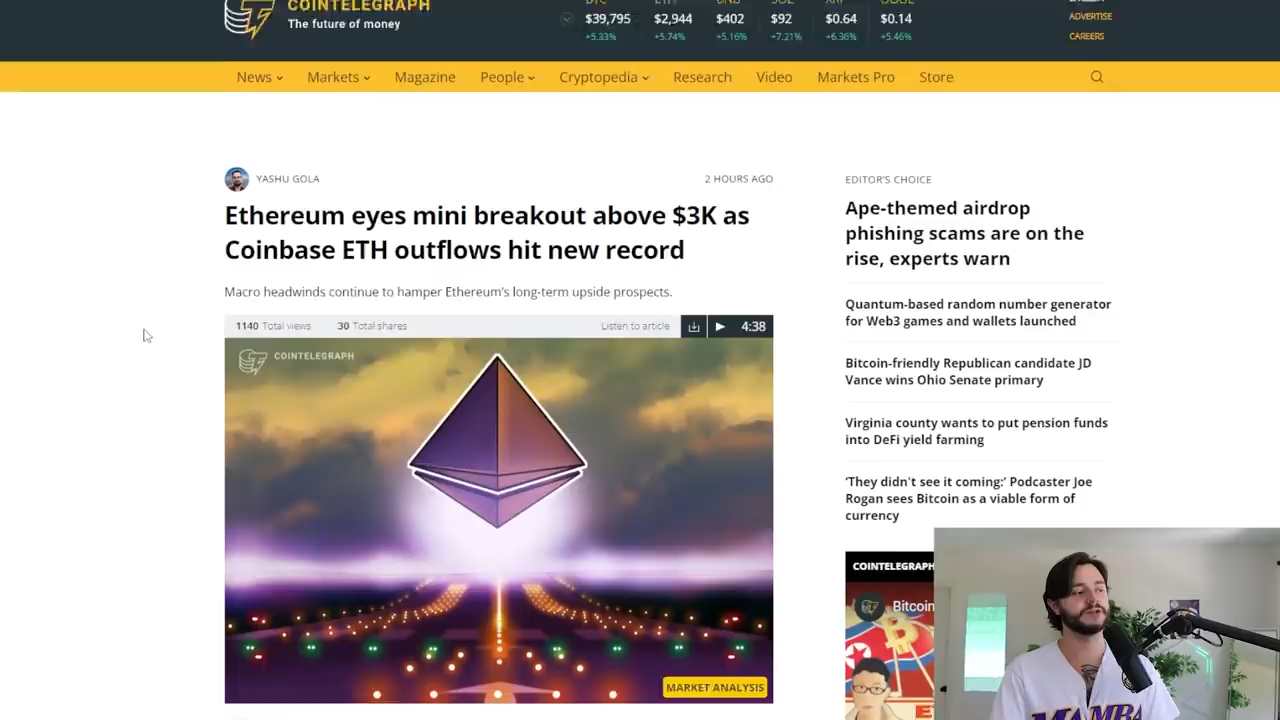 COINTELEGRAPH
The future of money
$39,795 $2,944 $402 $92 $0.64 $0.14
+5.33% +5.74% +5.16% +7.21% +6.36% +5.46%
ADVERTISE
CAREERS
News Markets Magazine People Cryptopedia Research Video Markets Pro Store
YASHU GOLA
2 HOURS AGO
Ethereum eyes mini breakout above $3K as
Coinbase ETH outflows hit new record
Macro headwinds continue to hamper Ethereum's long-term upside prospects.
1140 Total views 30 Total shares Listen to article 4:38
COINTELEGRAPH
MARKET ANALYSIS
EDITOR'S CHOICE
Ape-themed airdrop
phishing scams are on the
rise, experts warn
Quantum-based random number generator
for Web3 games and wallets launched
Bitcoin-friendly Republican candidate JD
Vance wins Ohio Senate primary
Virginia county wants to put pension funds
into DeFi yield farming
‘They didn't see it coming:’ Podcaster Joe
Rogan sees Bitcoin as a viable form of
currency
COINTELEGRAPH
Bitcoin
MAMBA